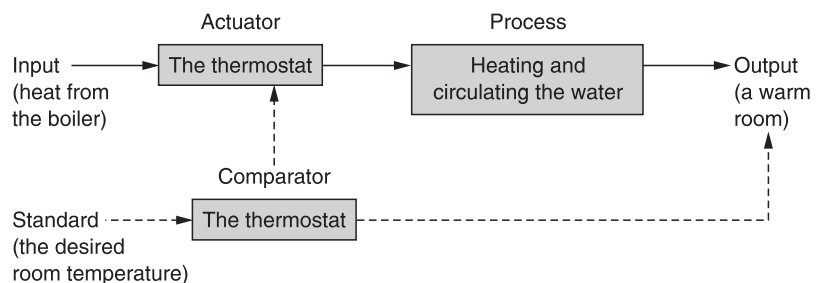 Actuator
Process
Input
(heat from
the boiler)
The thermostat
Heating and
circulating the water
Output
(a warm
room)
Comparator
Standard
(the desired
room temperature)
The thermostat